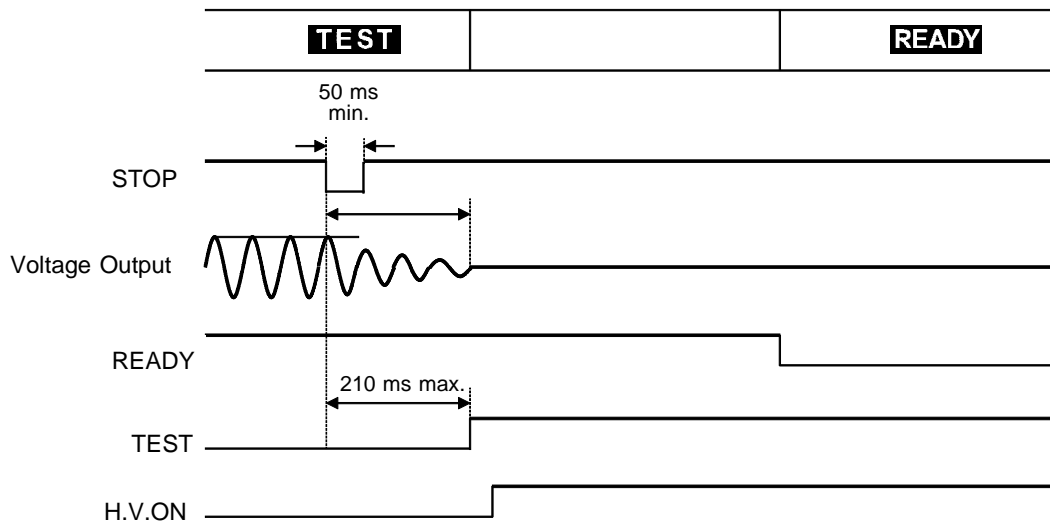 TEST
READY
50 ms
min.
STOP
Voltage Output
READY
210 ms max.
TEST
H.V.ON